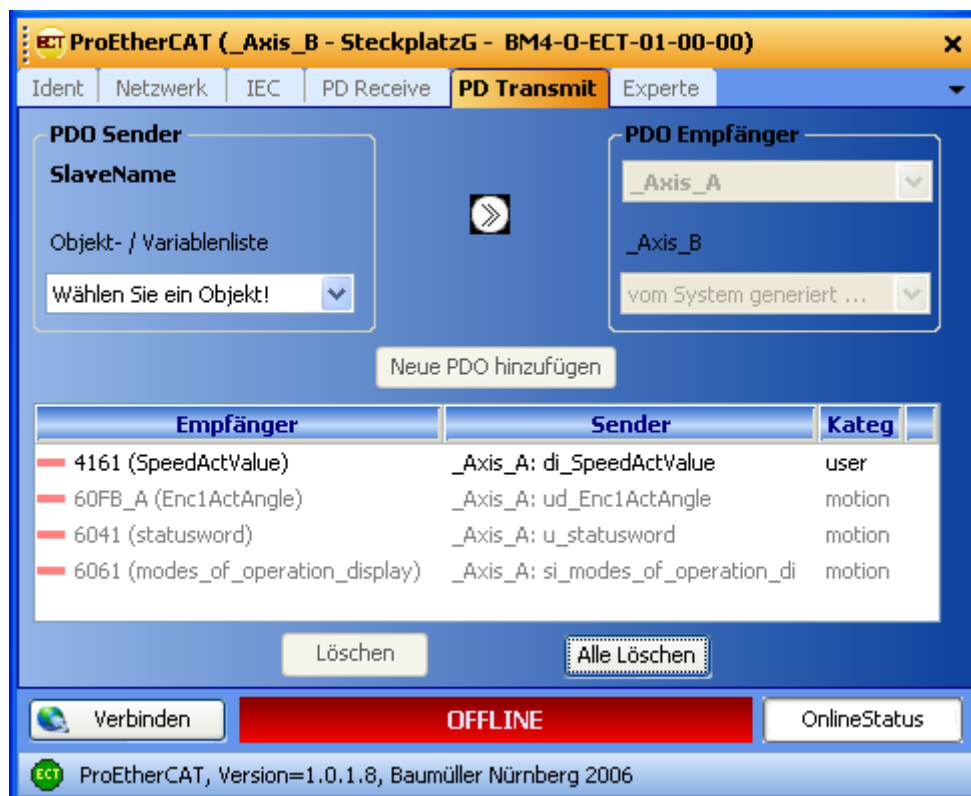 ECT ProEtherCAT (_Axis_B - SteckplatzG - BM4-O-ECT-01-00-00)
Ident Netzwerk IEC PD Receive PD Transmit Experte
PDO Sender
SlaveName
Objekt- / Variablenliste
Wählen Sie ein Objekt!
PDO Empfänger
_Axis_A
_Axis_B
vom System generiert ...
Neue PDO hinzufügen
Empfänger Sender Kateg
4161 (SpeedActValue) _Axis_A: di_SpeedActValue user
60FB_A (Enc1ActAngle) _Axis_A: ud_Enc1ActAngle motion
6041 (statusword) _Axis_A: u_statusword motion
6061 (modes_of_operation_display) _Axis_A: si_modes_of_operation_di motion
Löschen Alle Löschen
Verbinden OFFLINE OnlineStatus
ECT ProEtherCAT, Version=1.0.1.8, Baumüller Nürnberg 2006